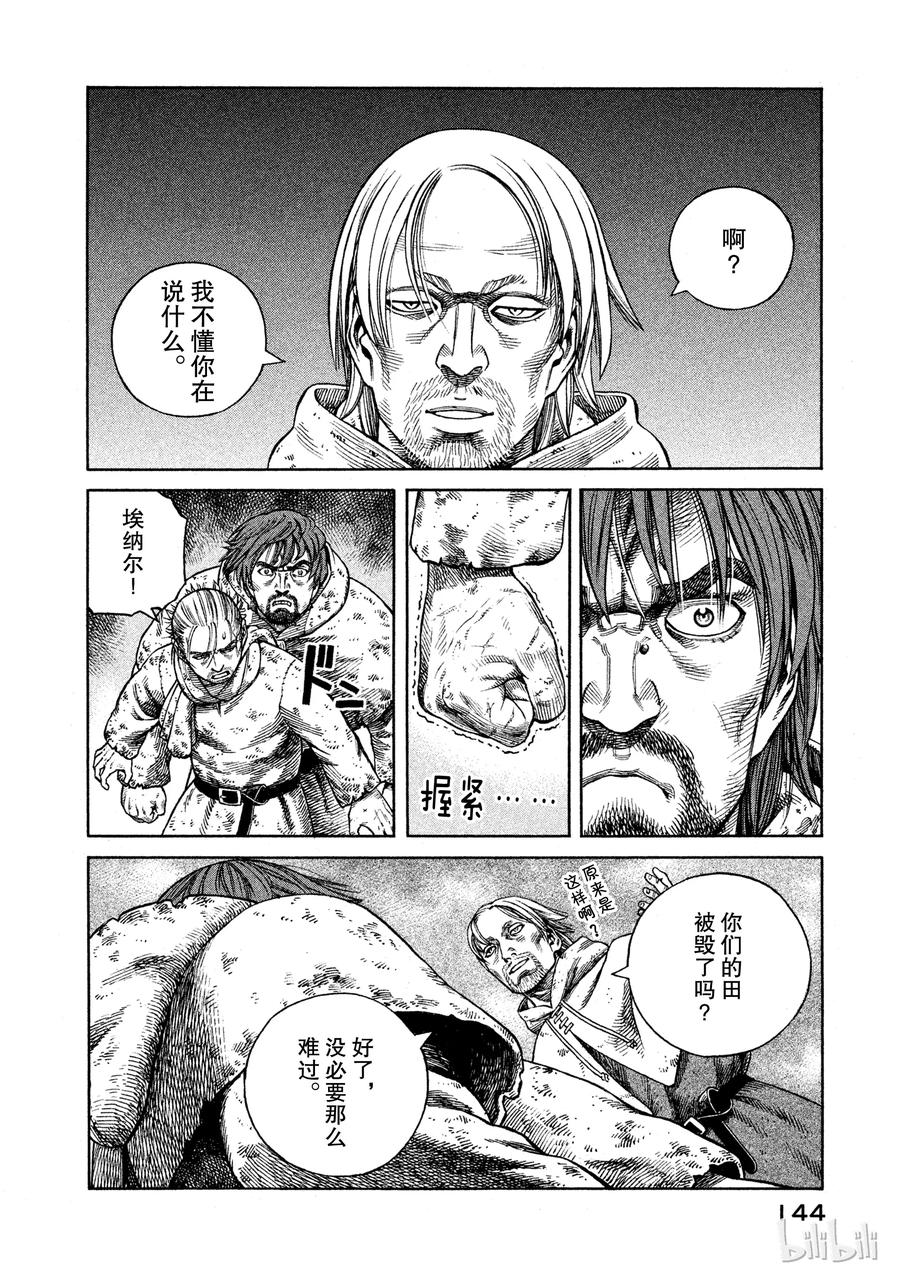 啊？
我不懂你在
说什么。
握紧……
埃纳尔！
ドン
你们的田
被毁了吗？
原来是
这样啊？
好了，
没必要那么
难过。
144
bilibili